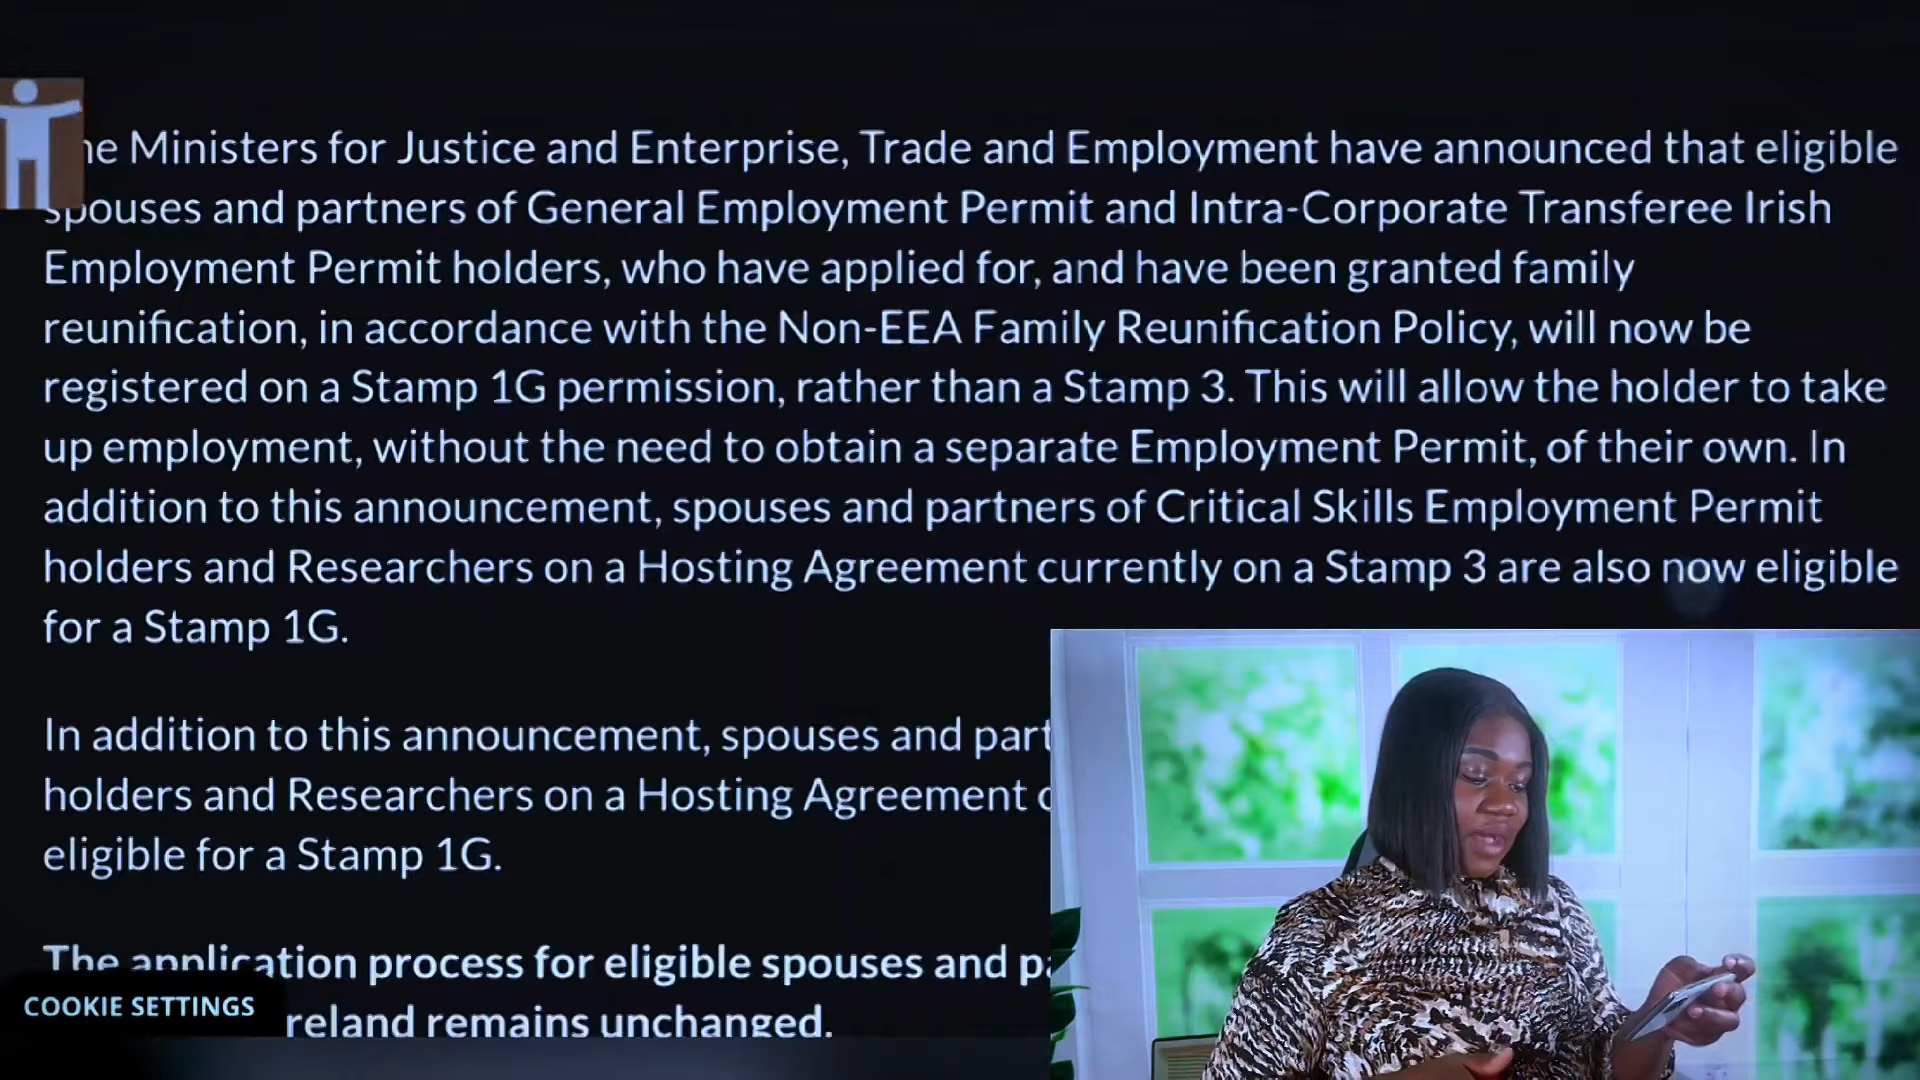 he Ministers for Justice and Enterprise, Trade and Employment have announced that eligible
spouses and partners of General Employment Permit and Intra-Corporate Transferee Irish
Employment Permit holders, who have applied for, and have been granted family
reunification, in accordance with the Non-EEA Family Reunification Policy, will now be
registered on a Stamp 1G permission, rather than a Stamp 3. This will allow the holder to take
up employment, without the need to obtain a separate Employment Permit, of their own. In
addition to this announcement, spouses and partners of Critical Skills Employment Permit
holders and Researchers on a Hosting Agreement currently on a Stamp 3 are also now eligible
for a Stamp 1G.
In addition to this announcement, spouses and part
holders and Researchers on a Hosting Agreement
eligible for a Stamp 1G.
The application process for eligible spouses and pa
COOKIE SETTINGS
reland remains unchanged.